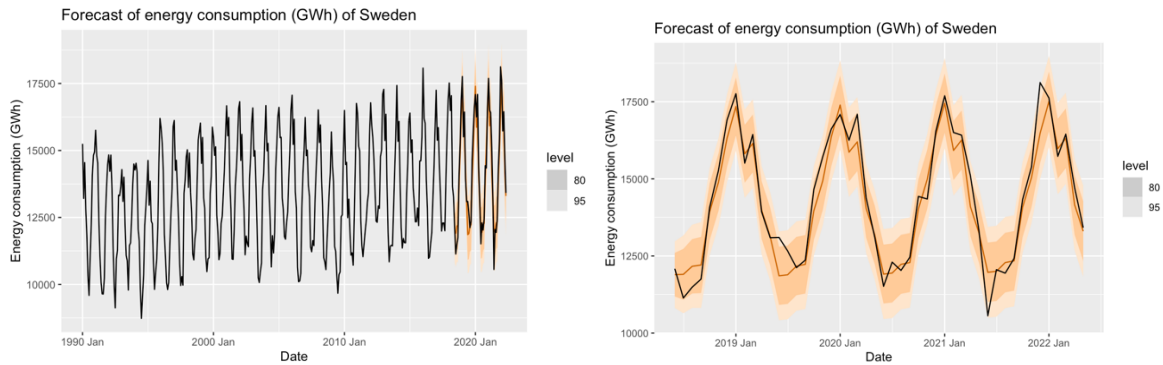 Forecast of energy consumption (GWh) of Sweden
Energy consumption (GWh)
17500
15000
12500
10000
1990 Jan
2000 Jan
2010 Jan
2020 Jan
Date
level
80
95
Forecast of energy consumption (GWh) of Sweden
Energy consumption (GWh)
17500
15000
12500
10000
2019 Jan
2020 Jan
2021 Jan
2022 Jan
Date
level
80
95